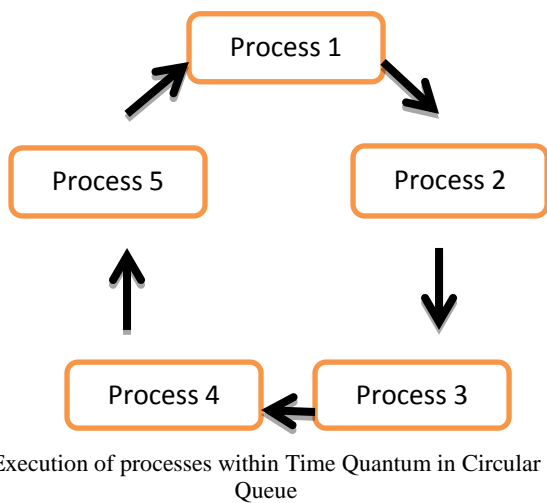 Process 1
Process 2
Process 3
Process 4
Process 5
Execution of processes within Time Quantum in Circular
Queue